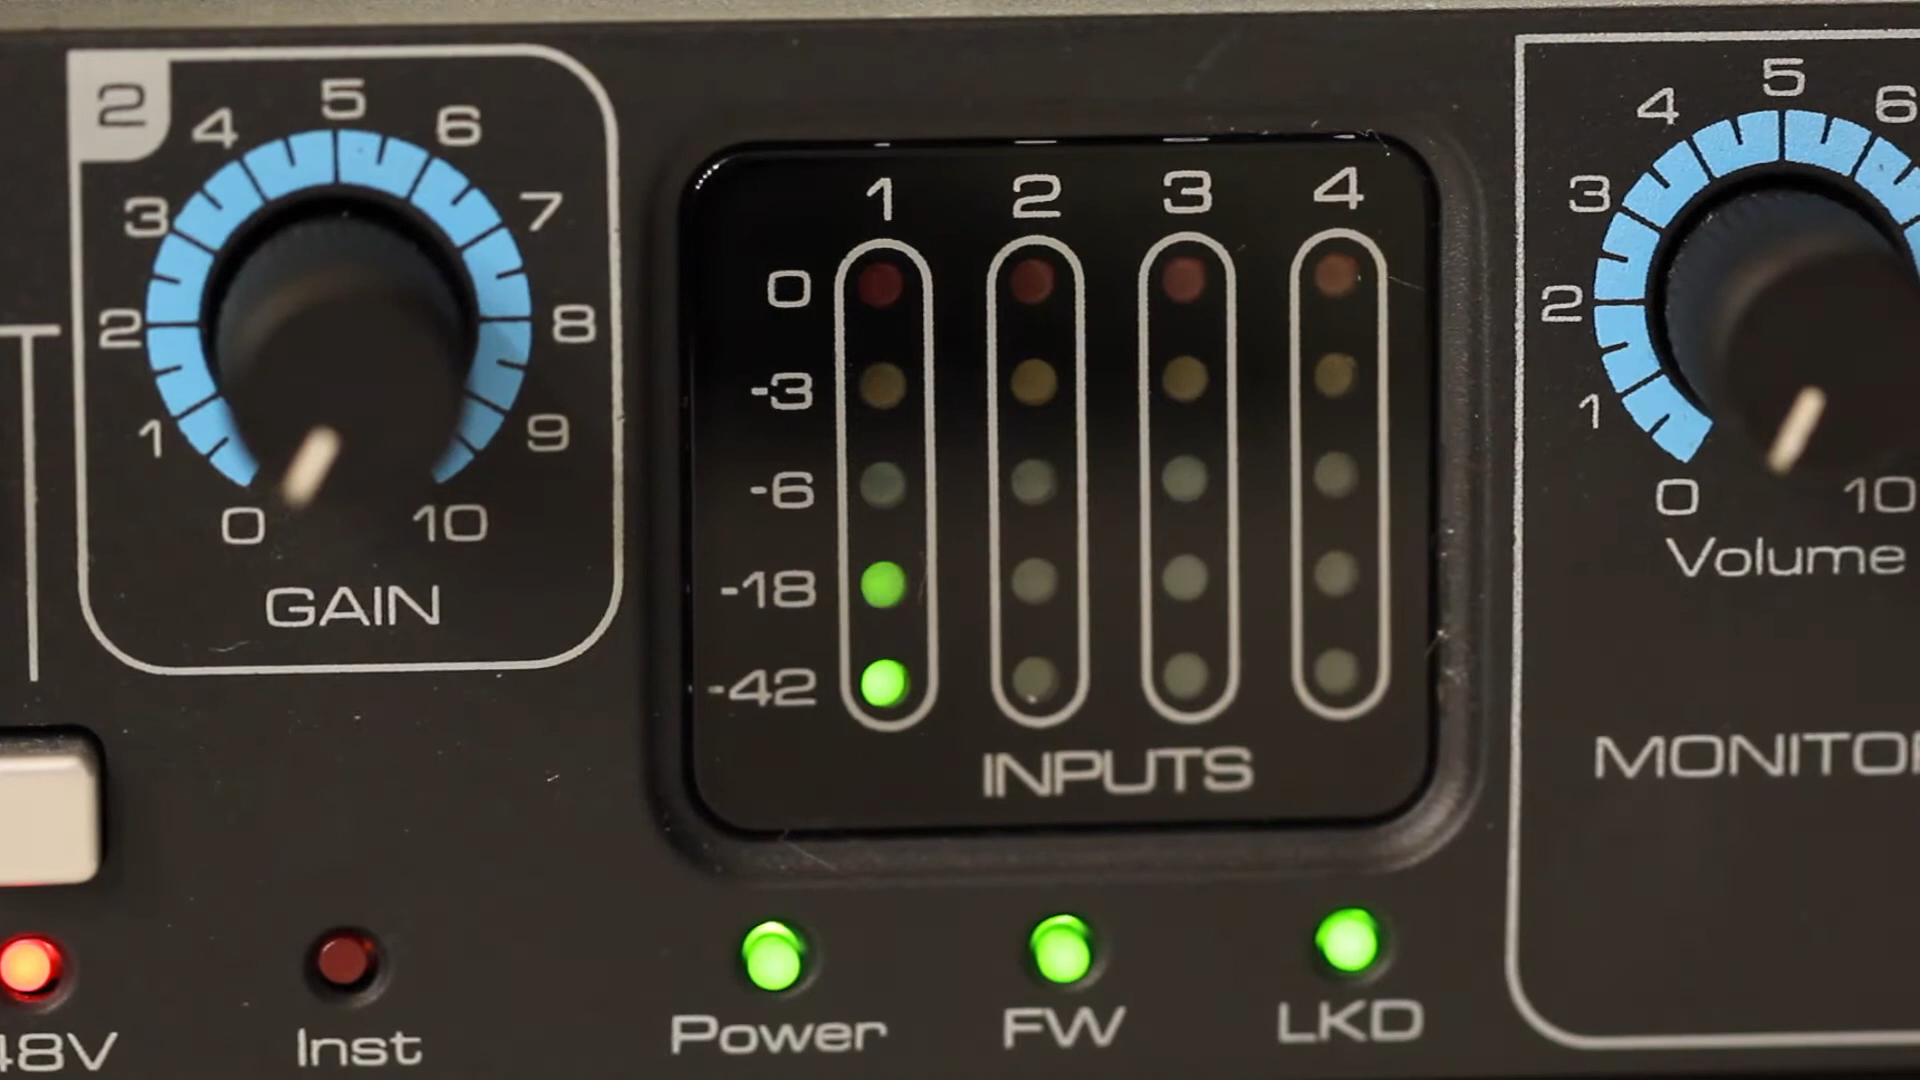 2
0 1 2 3 4 5 6 7 8 9 10
GAIN
1 2 3 4
0
-3
-6
-18
-42
INPUTS
0 1 2 3 4 5 6 10
Volume
MONITOR
48V
Inst
Power
FW
LKD